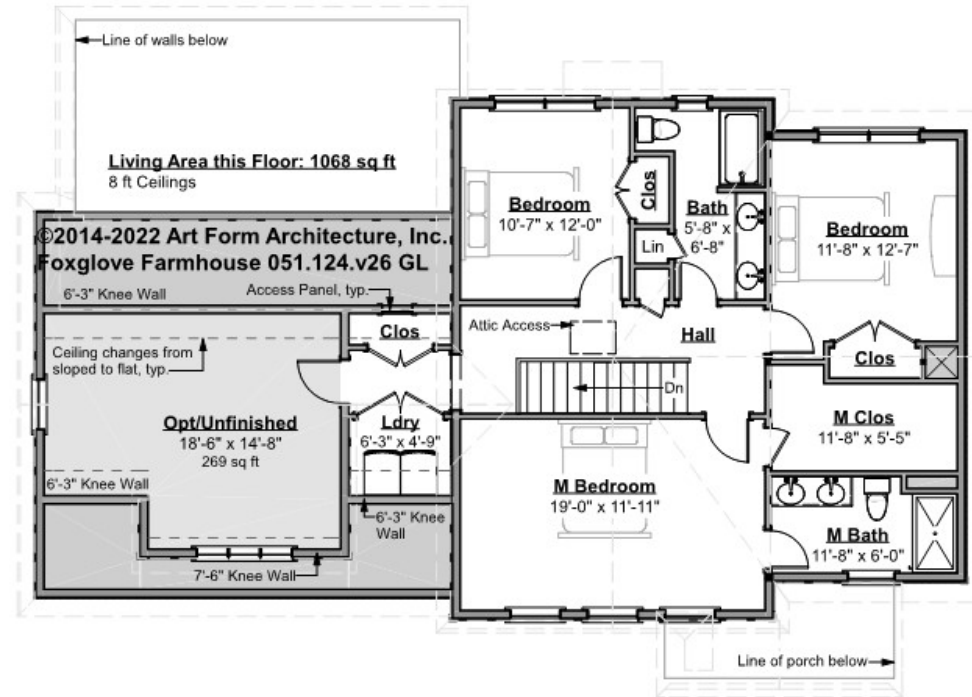 Line of walls below
Living Area this Floor: 1068 sq ft
8 ft Ceilings
©2014-2022 Art Form Architecture, Inc.
Foxglove Farmhouse 051.124.v26 GL
6'-3" Knee Wall
Access Panel, typ.
Bedroom
10'-7" x 12'-0"
Clos
Lin
Bath
5'-8" x
6'-8"
Bedroom
11'-8" x 12'-7"
Attic Access
Hall
Clos
Clos
Ceiling changes from
sloped to flat, typ.
Dn
Opt/Unfinished
18'-6" x 14'-8"
269 sq ft
Ldry
6'-3" x 4'-9"
M Clos
11'-8" x 5'-5"
6'-3" Knee Wall
M Bedroom
19'-0" x 11'-11"
6'-3" Knee
Wall
M Bath
11'-8" x 6'-0"
7'-6" Knee Wall
Line of porch below